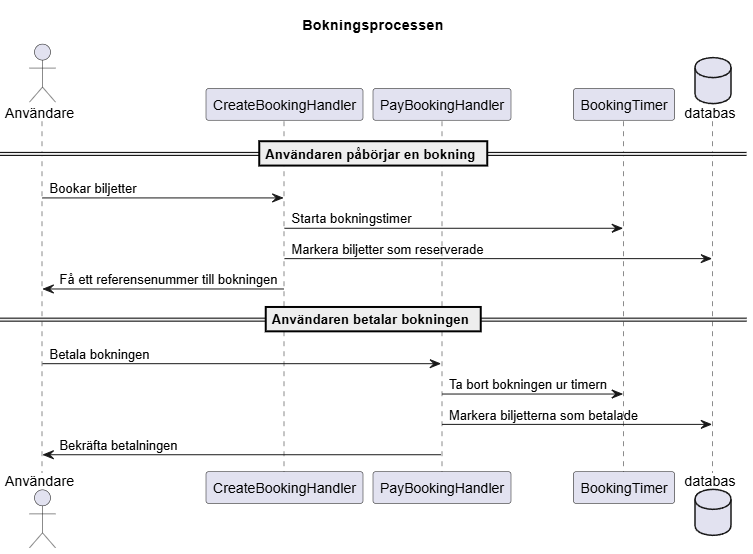 Bokningsprocessen
Användare
CreateBookingHandler
PayBookingHandler
BookingTimer
databas
Användaren påbörjar en bokning
Bookar biljetter
Starta bokningstimer
Markera biljetter som reserverade
Få ett referensenummer till bokningen
Användaren betalar bokningen
Betala bokningen
Ta bort bokningen ur timern
Markera biljetterna som betalade
Bekräfta betalningen
Användare
CreateBookingHandler
PayBookingHandler
BookingTimer
databas